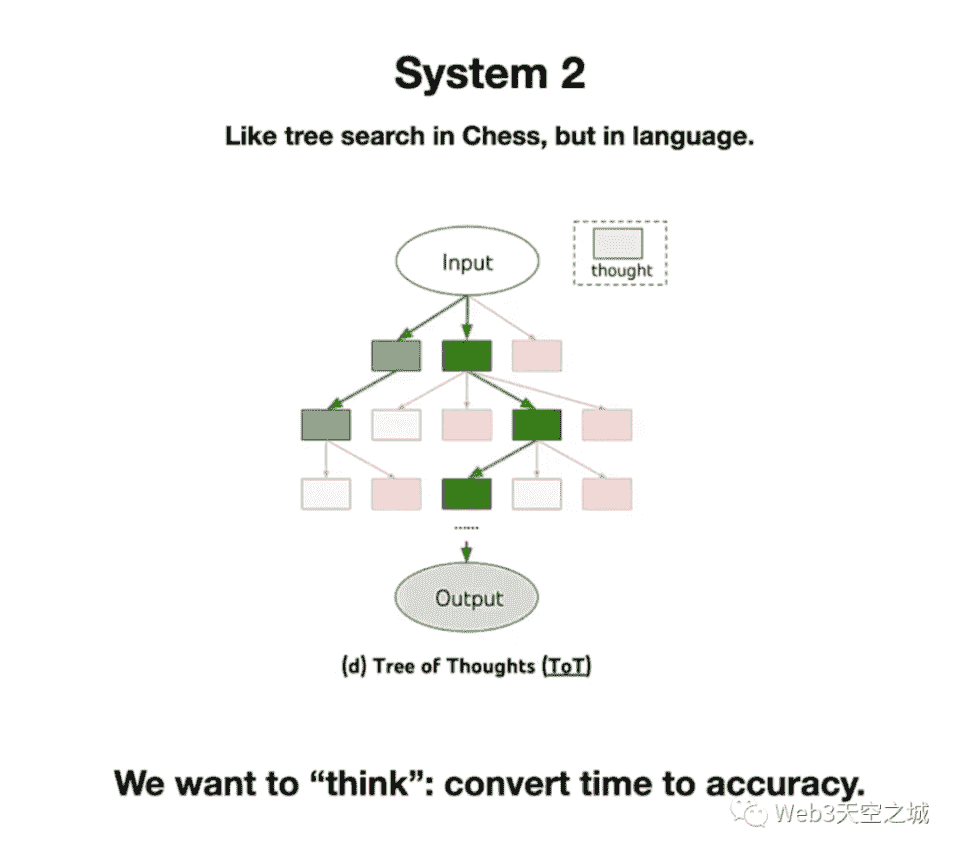 System 2
Like tree search in Chess, but in language.
Input
thought
......
Output
(d) Tree of Thoughts (ToT)
We want to “think”: convert time to accuracy.
Web3天空之城